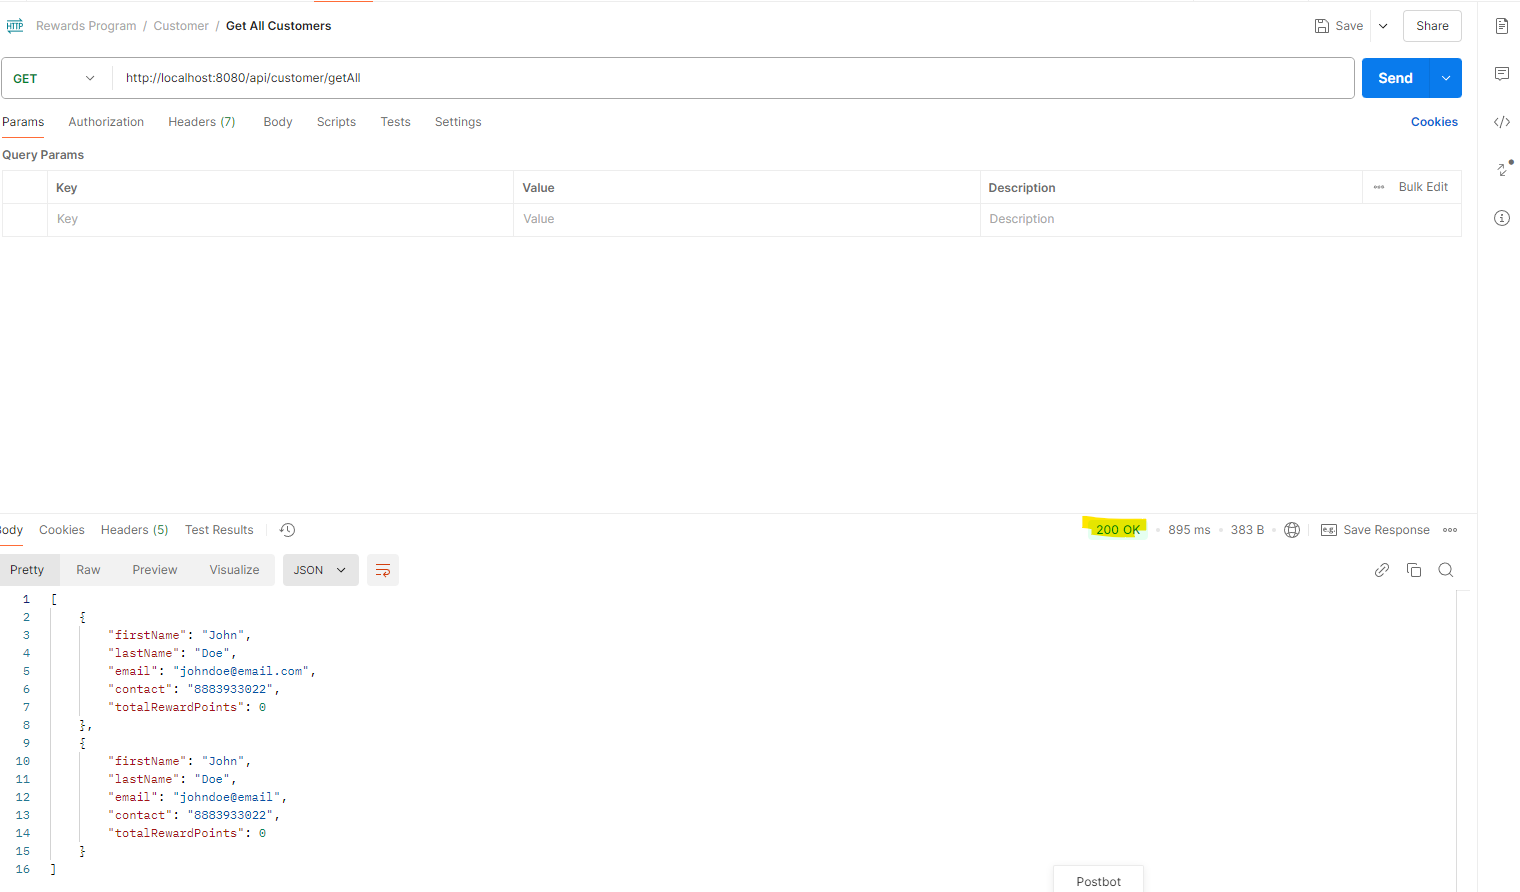 HTTP Rewards Program / Customer / Get All Customers Save Share
GET http://localhost:8080/api/customer/getAll Send
Params Authorization Headers (7) Body Scripts Tests Settings Cookies
Query Params
Key Value Description Bulk Edit
Key Value Description
Body Cookies Headers (5) Test Results 200 OK 895 ms 383 B e.g. Save Response
Pretty Raw Preview Visualize JSON
1 [
2 {
3 "firstName": "John",
4 "lastName": "Doe",
5 "email": "johndoe@email.com",
6 "contact": "8883933022",
7 "totalRewardPoints": 0
8 },
9 {
10 "firstName": "John",
11 "lastName": "Doe",
12 "email": "johndoe@email",
13 "contact": "8883933022",
14 "totalRewardPoints": 0
15 }
16 ]
Postbot